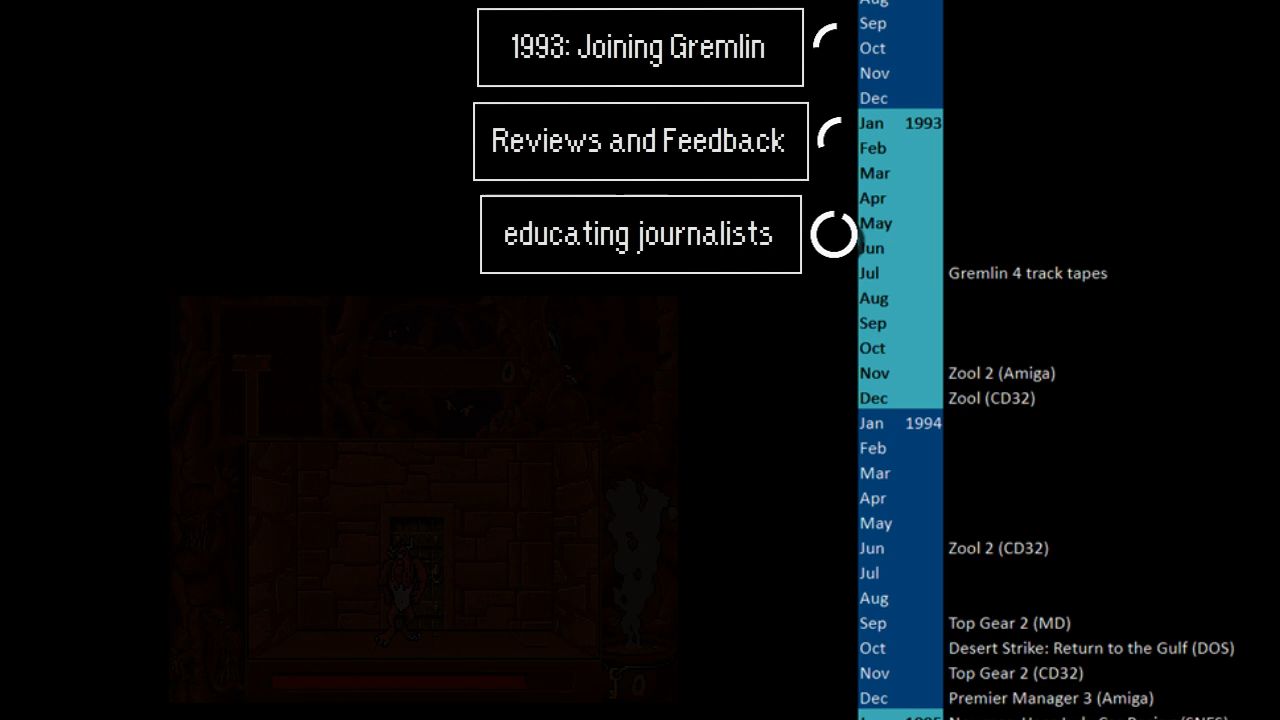 1993: Joining Gremlin
Reviews and Feedback
educating journalists
Aug
Sep
Oct
Nov
Dec
Jan 1993
Feb
Mar
Apr
May
Jun
Jul Gremlin 4 track tapes
Aug
Sep
Oct
Nov Zool 2 (Amiga)
Dec Zool (CD32)
Jan 1994
Feb
Mar
Apr
May
Jun Zool 2 (CD32)
Jul
Aug
Sep Top Gear 2 (MD)
Oct Desert Strike: Return to the Gulf (DOS)
Nov Top Gear 2 (CD32)
Dec Premier Manager 3 (Amiga)